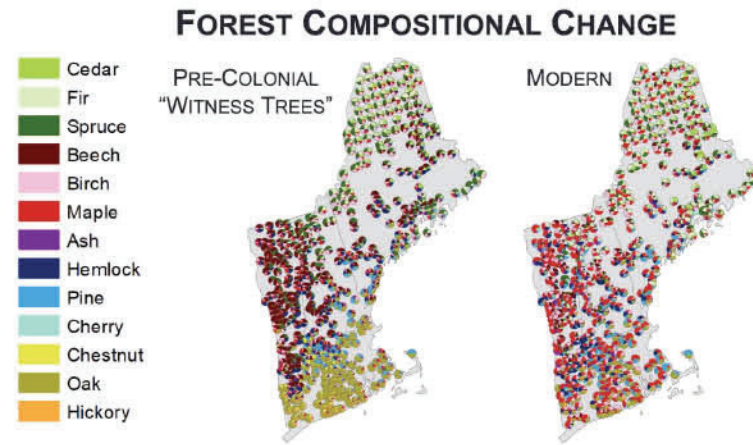 FOREST COMPOSITIONAL CHANGE
PRE-COLONIAL
"WITNESS TREES"
MODERN
Cedar
Fir
Spruce
Beech
Birch
Maple
Ash
Hemlock
Pine
Cherry
Chestnut
Oak
Hickory